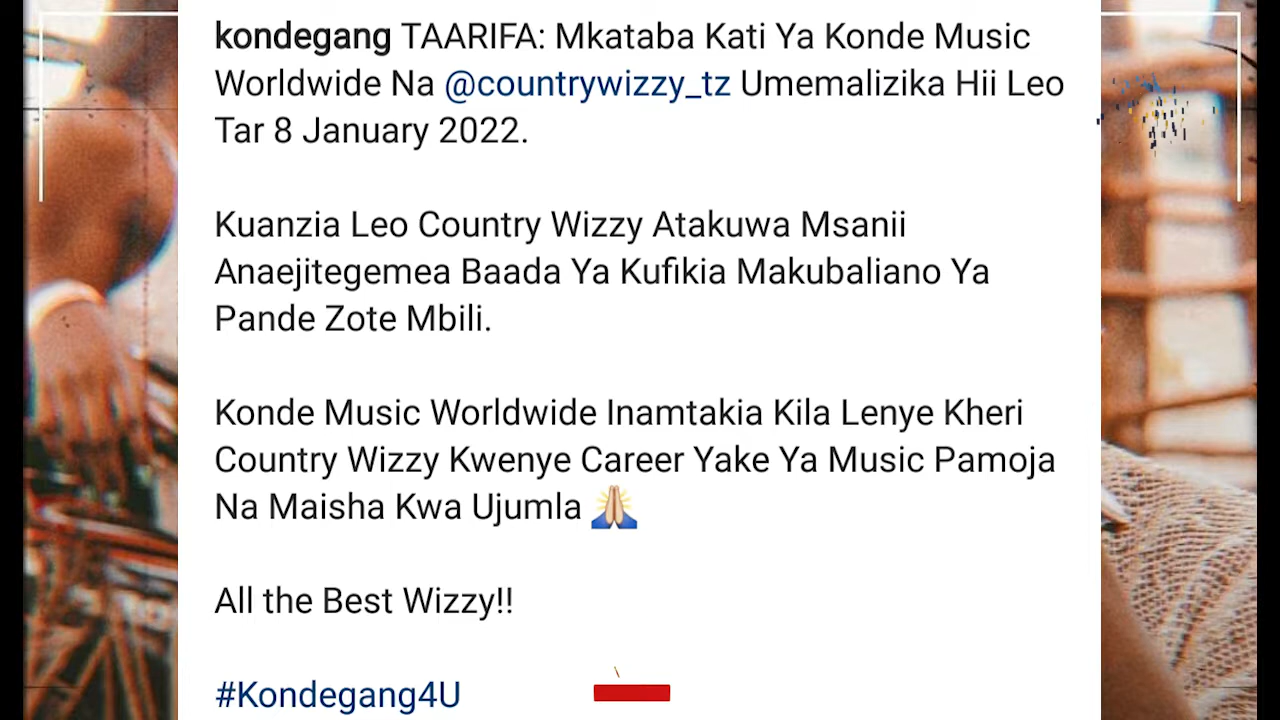 kondegang TAARIFA: Mkataba Kati Ya Konde Music
Worldwide Na @countrywizzy_tz Umemalizika Hii Leo
Tar 8 January 2022.
Kuanzia Leo Country Wizzy Atakuwa Msanii
Anaejitegemea Baada Ya Kufikia Makubaliano Ya
Pande Zote Mbili.
Konde Music Worldwide Inamtakia Kila Lenye Kheri
Country Wizzy Kwenye Career Yake Ya Music Pamoja
Na Maisha Kwa Ujumla 🙏
All the Best Wizzy!!
#Kondegang4U